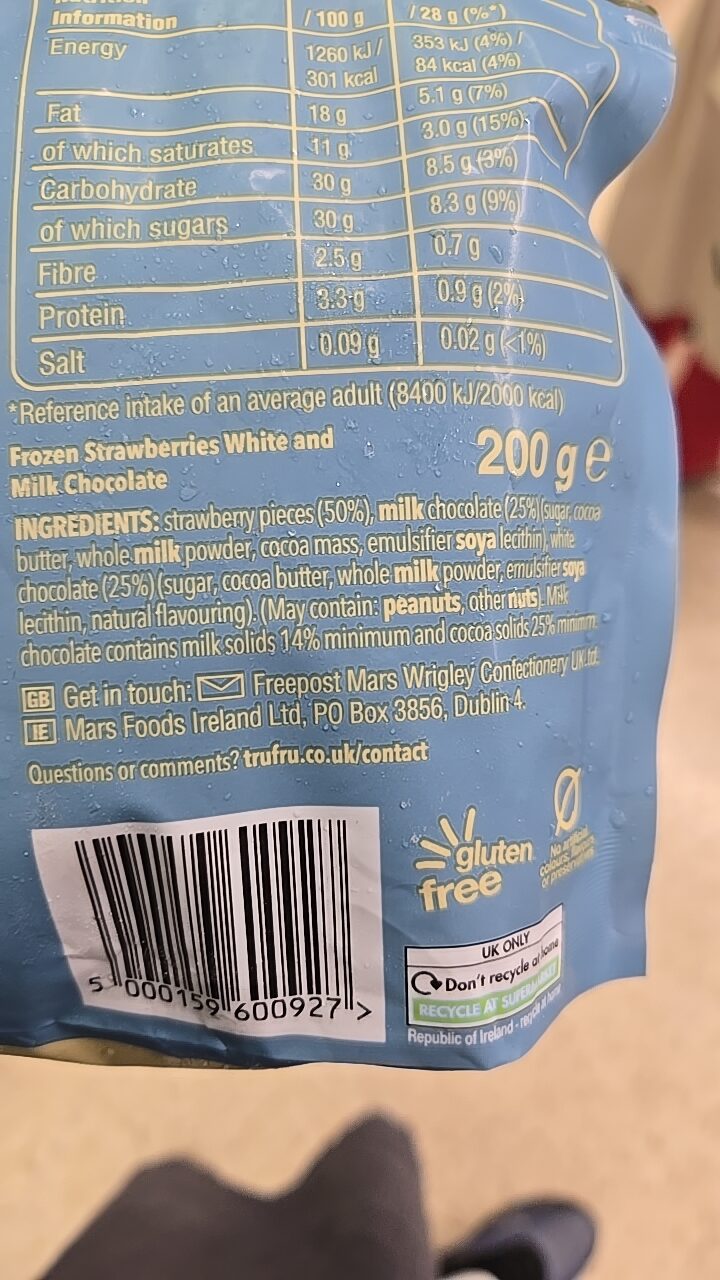 Information / 100 g / 28 g (%*)
Energy 1260 kJ / 353 kJ (4%) /
301 kcal 84 kcal (4%)
Fat 18 g 5.1 g (7%)
of which saturates 11 g 3.0 g (15%)
Carbohydrate 30 g 8.5 g (3%)
of which sugars 30 g 8.3 g (9%)
Fibre 2.5 g 0.7 g
Protein 3.3 g 0.9 g (2%)
Salt 0.09 g 0.02 g (<1%)
*Reference intake of an average adult (8400 kJ/2000 kcal)
Frozen Strawberries White and
Milk Chocolate
200 g e
INGREDIENTS: strawberry pieces (50%), milk chocolate (25%)(sugar, cocoa
butter, whole milk powder, cocoa mass, emulsifier soya lecithin), white
chocolate (25%)(sugar, cocoa butter, whole milk powder, emulsifier soya
lecithin, natural flavouring). (May contain: peanuts, other nuts). Milk
chocolate contains milk solids 14% minimum and cocoa solids 25% minimum.
GB Get in touch: Freepost Mars Wrigley Confectionery UK Ltd.
IE Mars Foods Ireland Ltd, PO Box 3856, Dublin 4.
Questions or comments? trufru.co.uk/contact
gluten
free
No artificial
colours, flavours
or preservatives
5 000159 600927 >
UK ONLY
Don't recycle at home
RECYCLE AT SUPERMARKET
Republic of Ireland - recycle at home